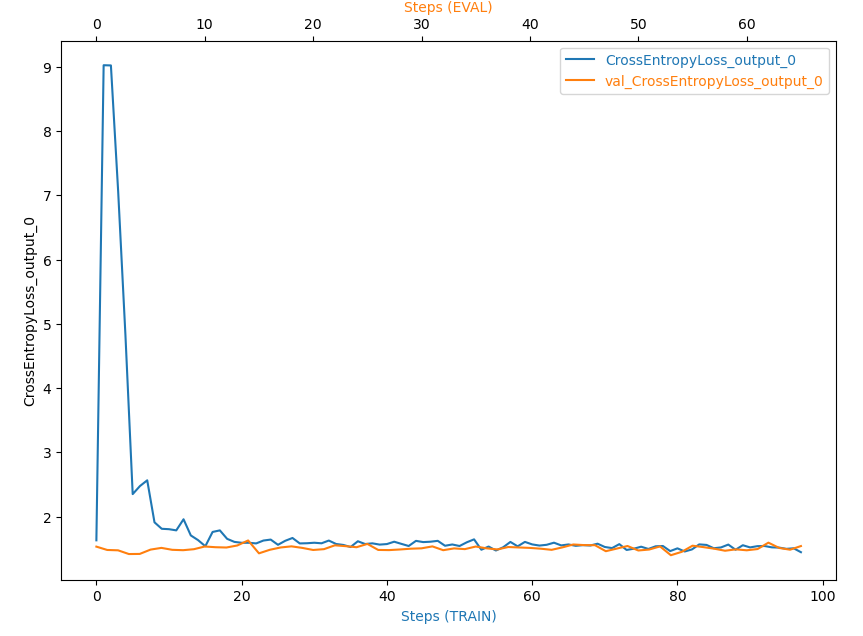 Steps (EVAL)
0 10 20 30 40 50 60
CrossEntropyLoss_output_0
val_CrossEntropyLoss_output_0
9
8
7
6
5
4
3
2
CrossEntropyLoss_output_0
0 20 40 60 80 100
Steps (TRAIN)